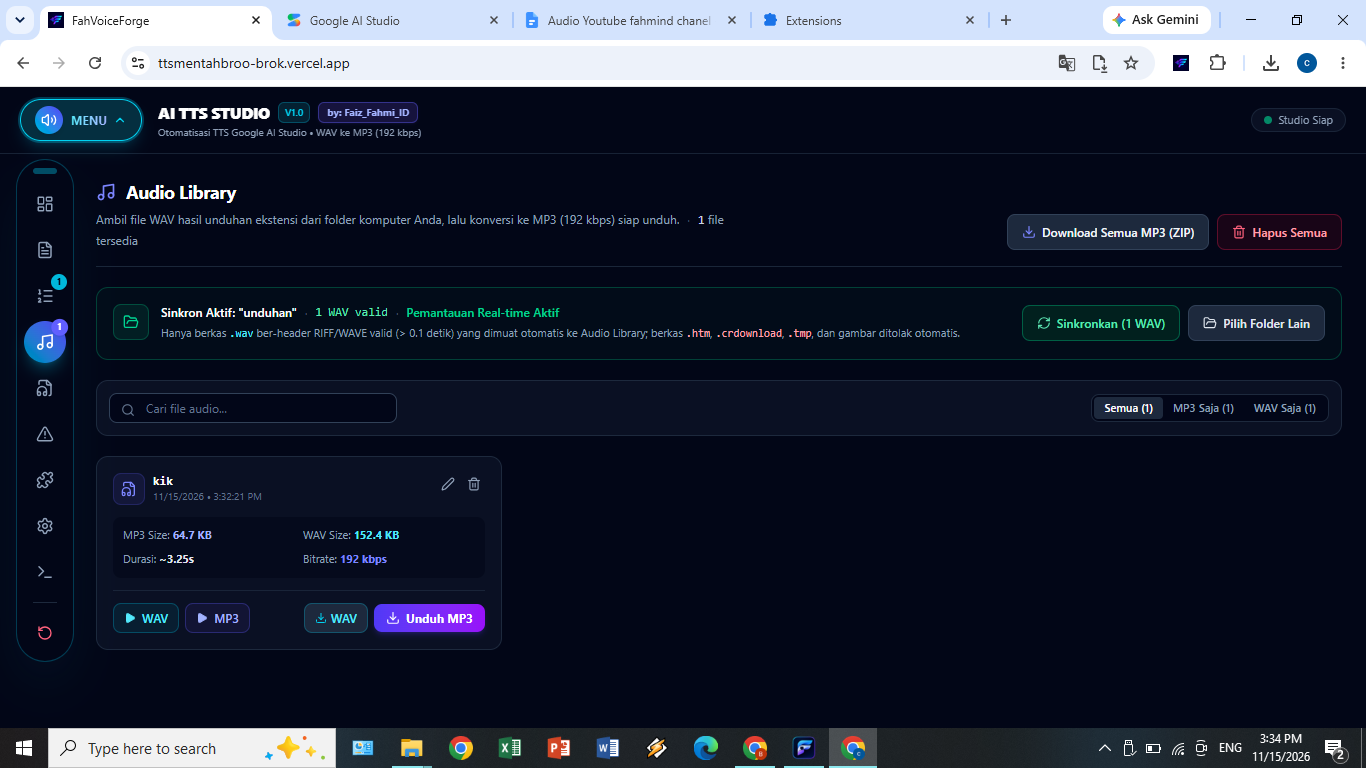 FahVoiceForge
Google AI Studio
Audio Youtube fahmind chanel
Extensions
Ask Gemini
ttsmentahbroo-brok.vercel.app
c
MENU
AI TTS STUDIO
V1.0
by: Faiz_Fahmi_ID
Otomatisasi TTS Google AI Studio • WAV ke MP3 (192 kbps)
Studio Siap
1
1
Audio Library
Ambil file WAV hasil unduhan ekstensi dari folder komputer Anda, lalu konversi ke MP3 (192 kbps) siap unduh. · 1 file
tersedia
Download Semua MP3 (ZIP)
Hapus Semua
Sinkron Aktif: "unduhan" · 1 WAV valid · Pemantauan Real-time Aktif
Hanya berkas .wav ber-header RIFF/WAVE valid (> 0.1 detik) yang dimuat otomatis ke Audio Library; berkas .htm, .crdownload, .tmp, dan gambar ditolak otomatis.
Sinkronkan (1 WAV)
Pilih Folder Lain
Cari file audio...
Semua (1)
MP3 Saja (1)
WAV Saja (1)
kik
11/15/2026 • 3:32:21 PM
MP3 Size: 64.7 KB
WAV Size: 152.4 KB
Durasi: ~3.25s
Bitrate: 192 kbps
WAV
MP3
WAV
Unduh MP3
Type here to search
ENG
3:34 PM
11/15/2026
2